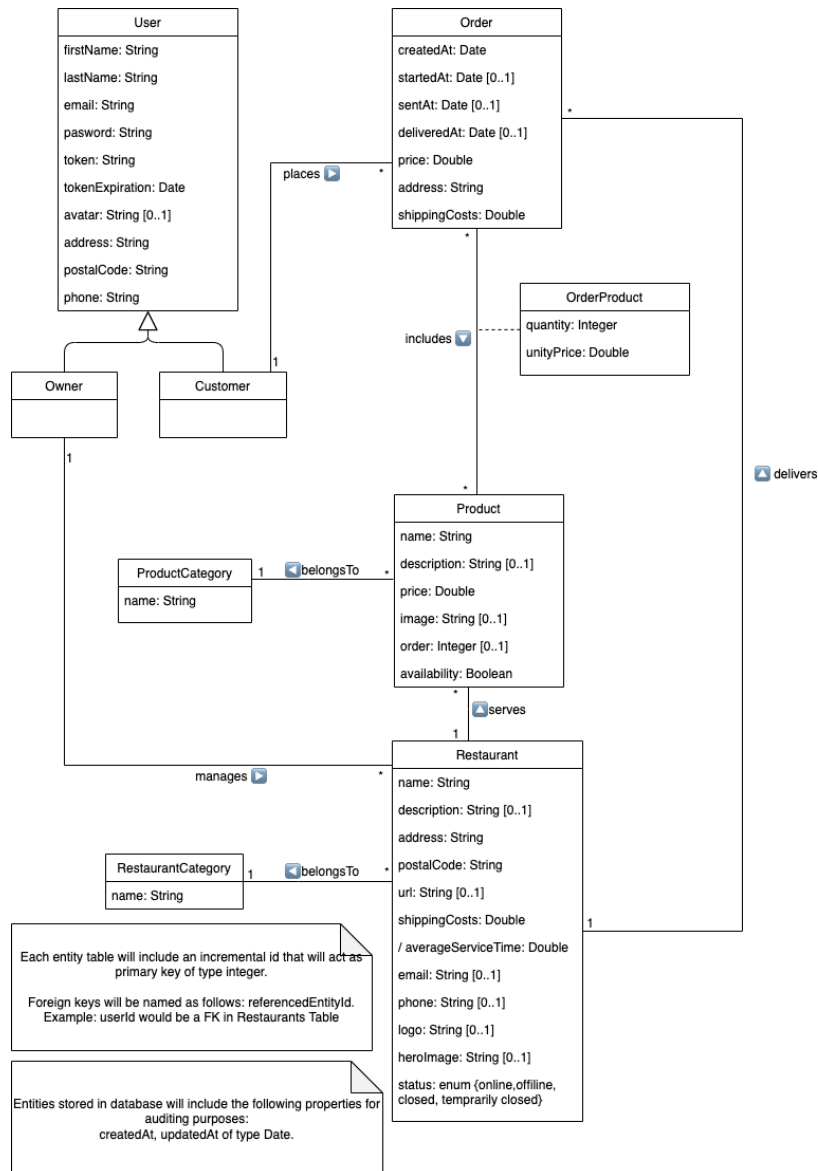 User
firstName: String
lastName: String
email: String
pasword: String
token: String
tokenExpiration: Date
avatar: String [0..1]
address: String
postalCode: String
phone: String
Order
createdAt: Date
startedAt: Date [0..1]
sentAt: Date [0..1]
deliveredAt: Date [0..1]
price: Double
address: String
shippingCosts: Double
places
*
1
*
*
includes
OrderProduct
quantity: Integer
unityPrice: Double
*
Owner
Customer
1
delivers
Product
name: String
description: String [0..1]
price: Double
image: String [0..1]
order: Integer [0..1]
availability: Boolean
ProductCategory
name: String
1
belongsTo
*
*
serves
1
manages
*
Restaurant
name: String
description: String [0..1]
address: String
postalCode: String
url: String [0..1]
shippingCosts: Double
/ averageServiceTime: Double
email: String [0..1]
phone: String [0..1]
logo: String [0..1]
heroImage: String [0..1]
status: enum {online,offiline,
closed, temprarily closed}
1
RestaurantCategory
name: String
1
belongsTo
*
Each entity table will include an incremental id that will act as
primary key of type integer.
Foreign keys will be named as follows: referencedEntityId.
Example: userId would be a FK in Restaurants Table
Entities stored in database will include the following properties for
auditing purposes:
createdAt, updatedAt of type Date.